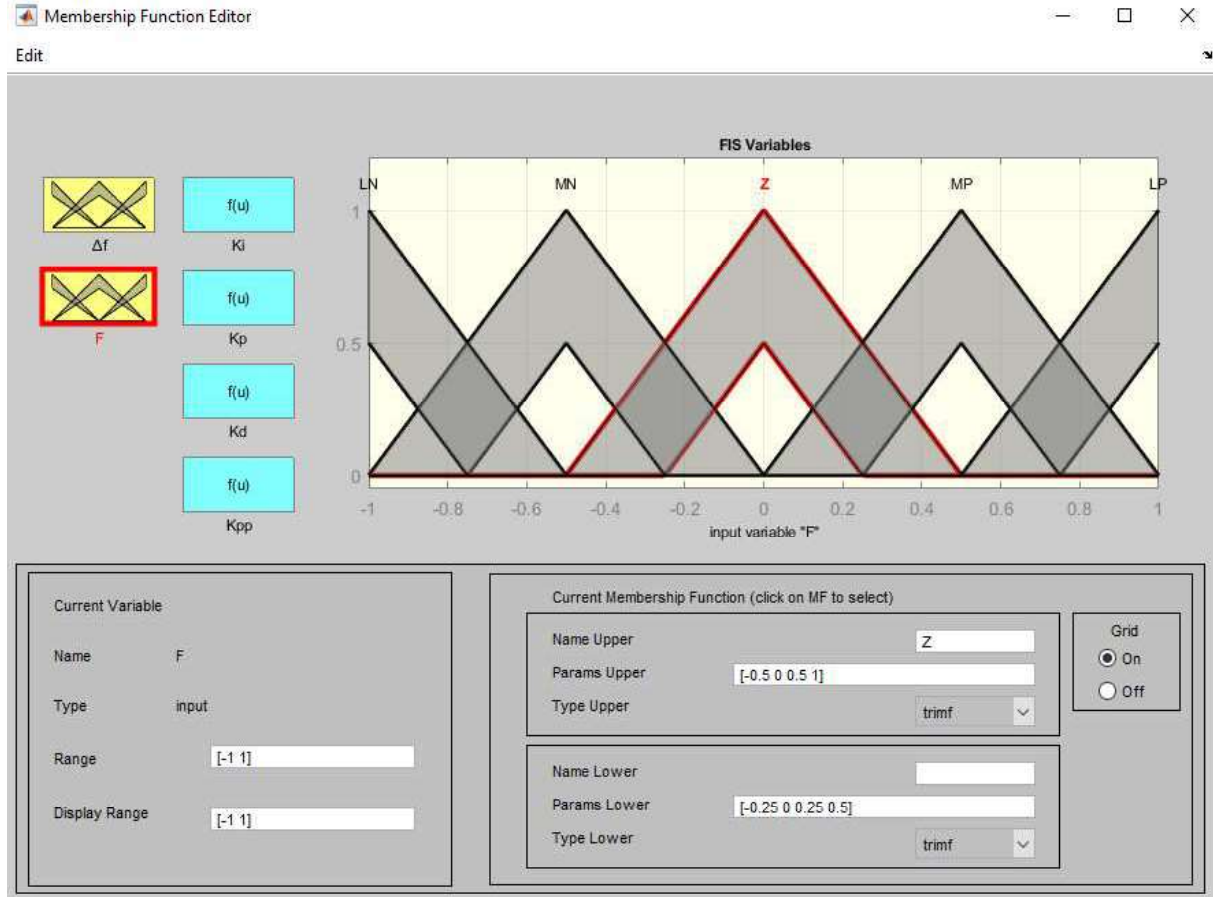 Membership Function Editor
Edit
FIS Variables
LN MN Z MP LP
f(u)
Δf Ki
f(u)
F Kp
f(u)
Kd
f(u)
Kpp
1
0.5
0
-1 -0.8 -0.6 -0.4 -0.2 0 0.2 0.4 0.6 0.8 1
input variable "F"
Current Variable
Name F
Type input
Range [-1 1]
Display Range [-1 1]
Current Membership Function (click on MF to select)
Name Upper Z
Params Upper [-0.5 0 0.5 1]
Type Upper trimf
Name Lower
Params Lower [-0.25 0 0.25 0.5]
Type Lower trimf
Grid
On
Off